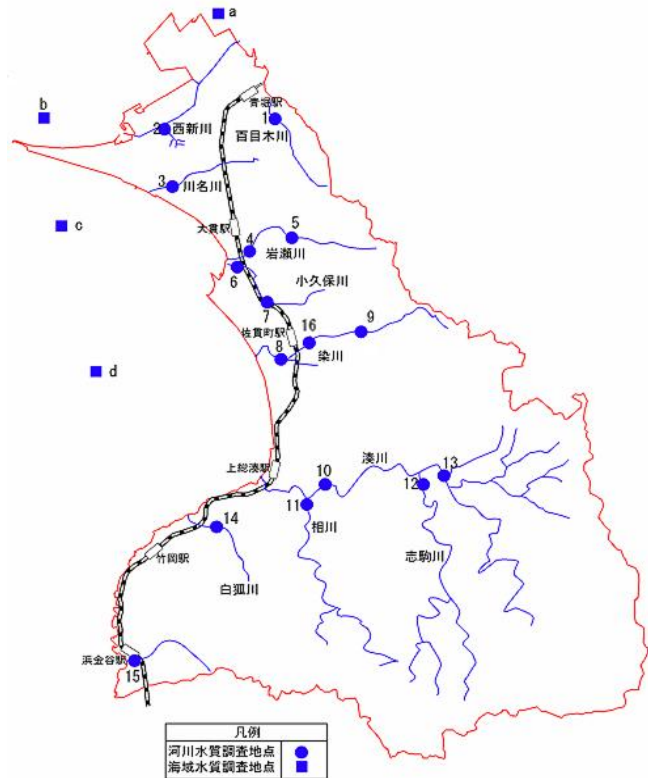 a
b
青堀駅
1
2
西新川
百目木川
3
川名川
c
大貫駅
4
5
岩瀬川
6
小久保川
7
9
佐貫町駅
16
8
染川
d
湊川
上総湊駅
10
12
13
11
相川
14
志駒川
竹岡駅
白狐川
浜金谷駅
15
凡例
河川水質調査地点
海域水質調査地点